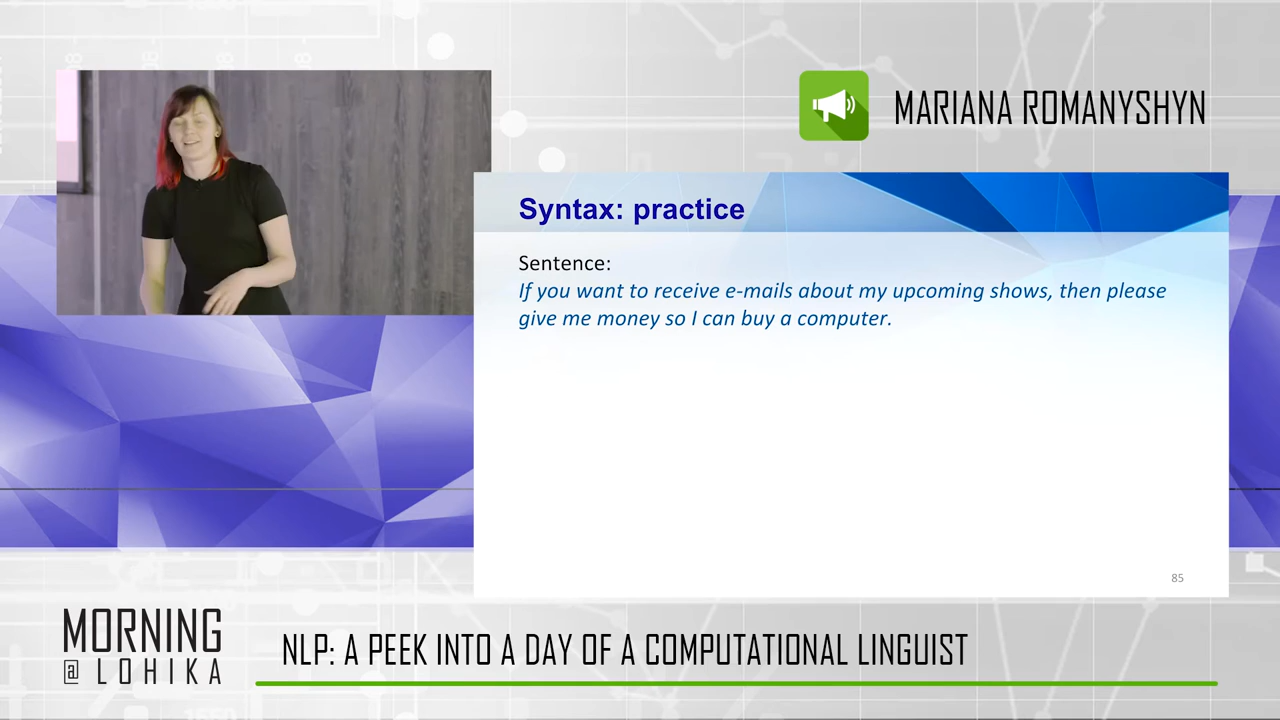 MARIANA ROMANYSHYN
Syntax: practice
Sentence:
If you want to receive e-mails about my upcoming shows, then please
give me money so I can buy a computer.
85
MORNING
@ LOHIKA
NLP: A PEEK INTO A DAY OF A COMPUTATIONAL LINGUIST